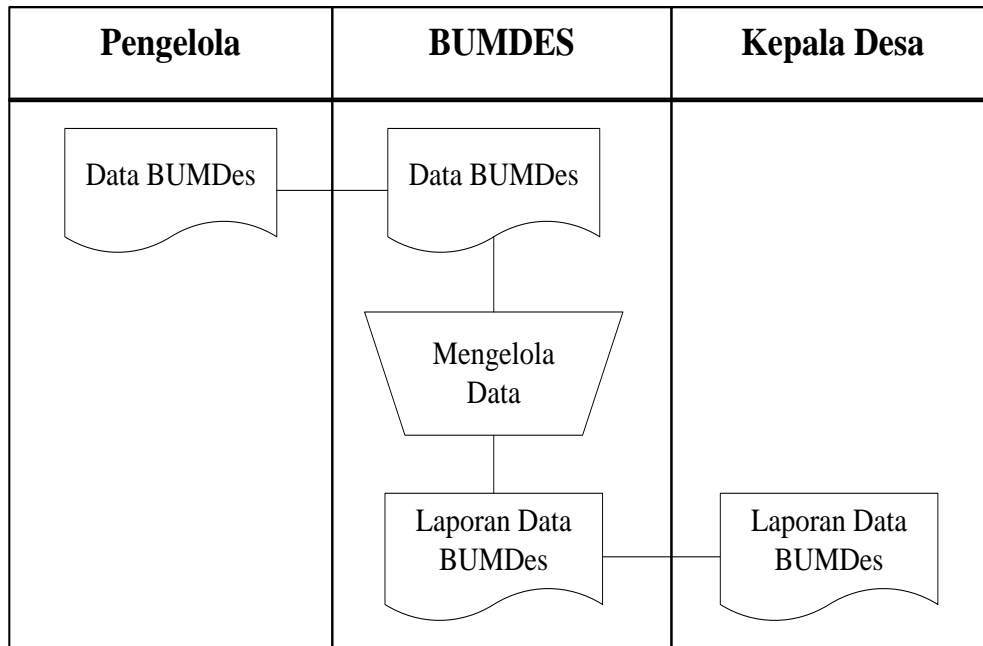 Pengelola
BUMDES
Kepala Desa
Data BUMDes
Data BUMDes
Mengelola
Data
Laporan Data
BUMDes
Laporan Data
BUMDes